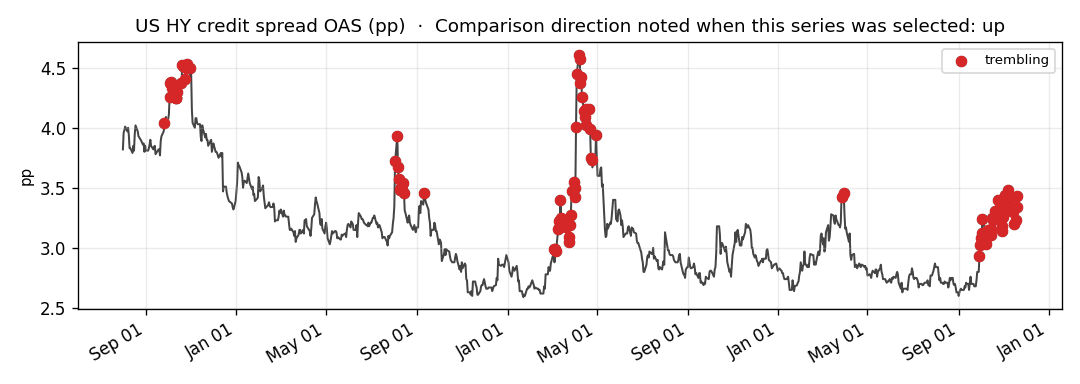 US HY credit spread OAS (pp)  ·  Comparison direction noted when this series was selected: up
trembling
pp
4.5
4.0
3.5
3.0
2.5
Sep 01
Jan 01
May 01
Sep 01
Jan 01
May 01
Sep 01
Jan 01
May 01
Sep 01
Jan 01